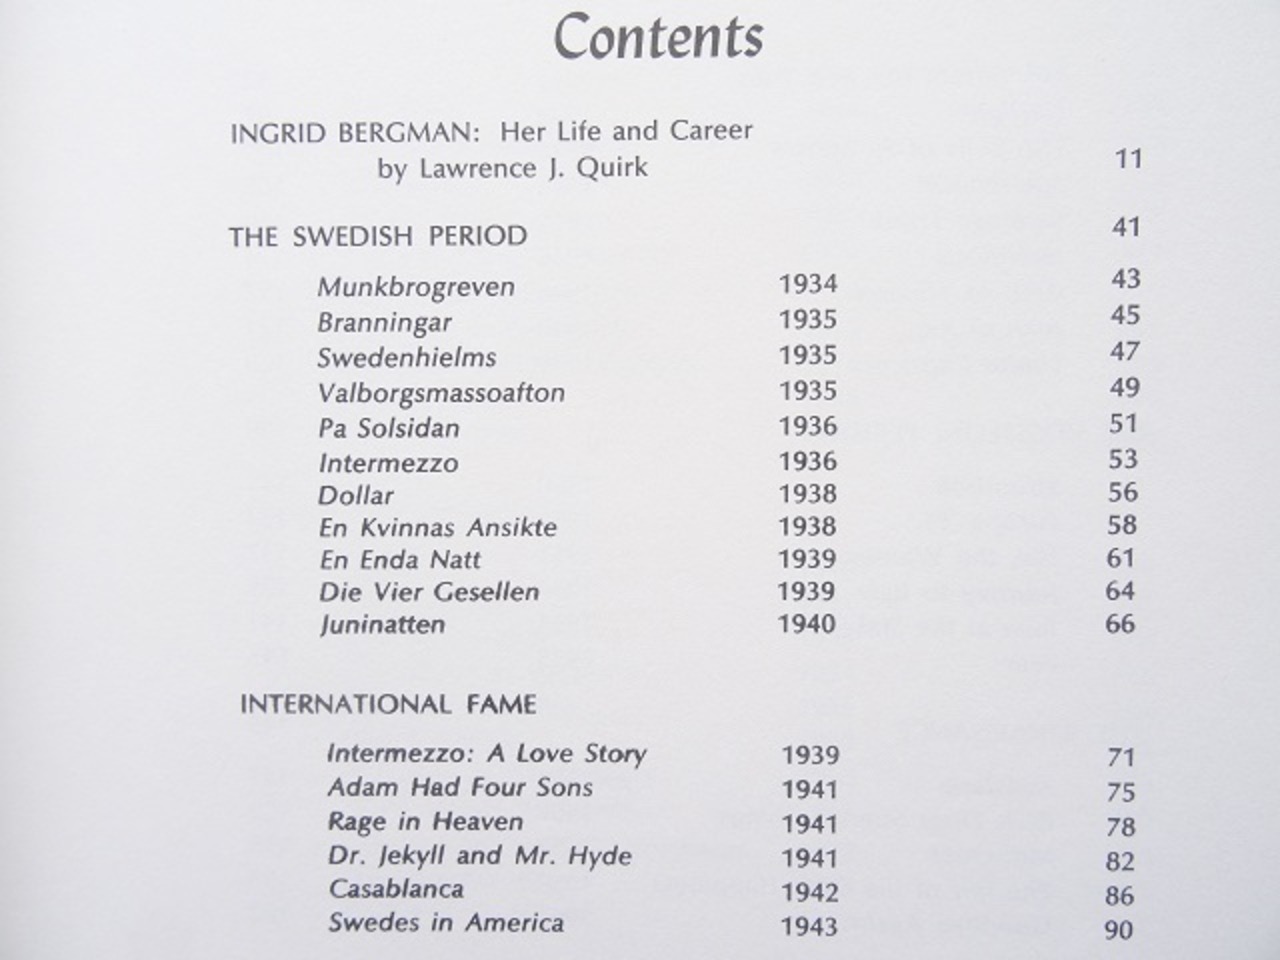 Contents
INGRID BERGMAN: Her Life and Career
by Lawrence J. Quirk 11
THE SWEDISH PERIOD 41
Munkbrogreven 1934 43
Branningar 1935 45
Swedenhielms 1935 47
Valborgsmassoafton 1935 49
Pa Solsidan 1936 51
Intermezzo 1936 53
Dollar 1938 56
En Kvinnas Ansikte 1938 58
En Enda Natt 1939 61
Die Vier Gesellen 1939 64
Juninatten 1940 66
INTERNATIONAL FAME
Intermezzo: A Love Story 1939 71
Adam Had Four Sons 1941 75
Rage in Heaven 1941 78
Dr. Jekyll and Mr. Hyde 1941 82
Casablanca 1942 86
Swedes in America 1943 90